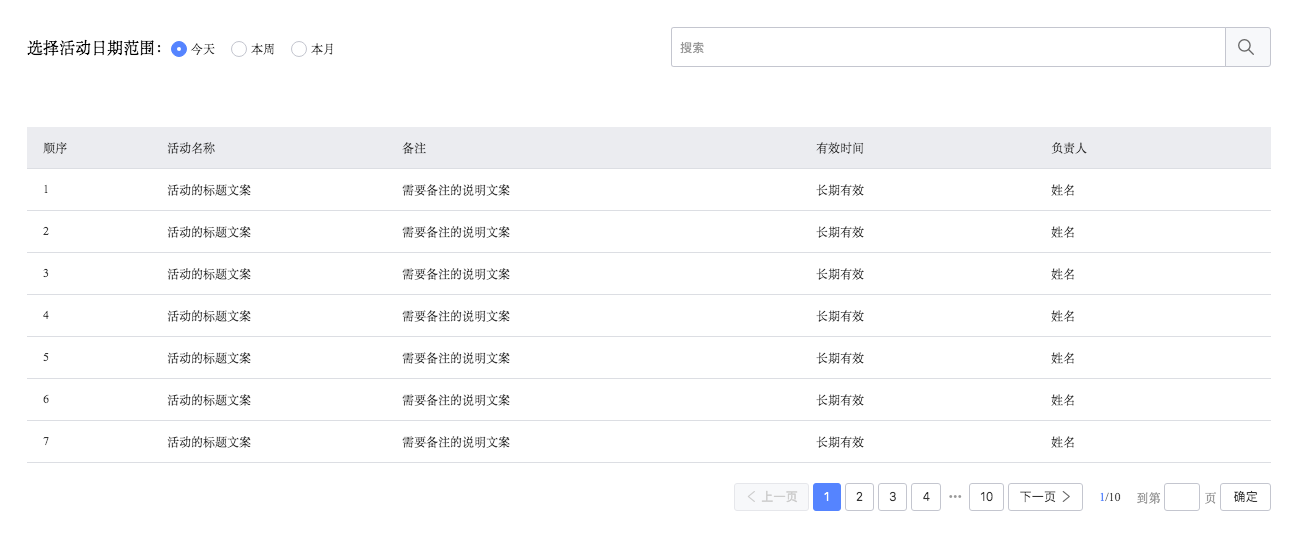 选择活动日期范围： 今天 本周 本月 搜索
顺序 活动名称 备注 有效时间 负责人
1 活动的标题文案 需要备注的说明文案 长期有效 姓名
2 活动的标题文案 需要备注的说明文案 长期有效 姓名
3 活动的标题文案 需要备注的说明文案 长期有效 姓名
4 活动的标题文案 需要备注的说明文案 长期有效 姓名
5 活动的标题文案 需要备注的说明文案 长期有效 姓名
6 活动的标题文案 需要备注的说明文案 长期有效 姓名
7 活动的标题文案 需要备注的说明文案 长期有效 姓名
上一页 1 2 3 4 ••• 10 下一页 1/10 到第 页 确定